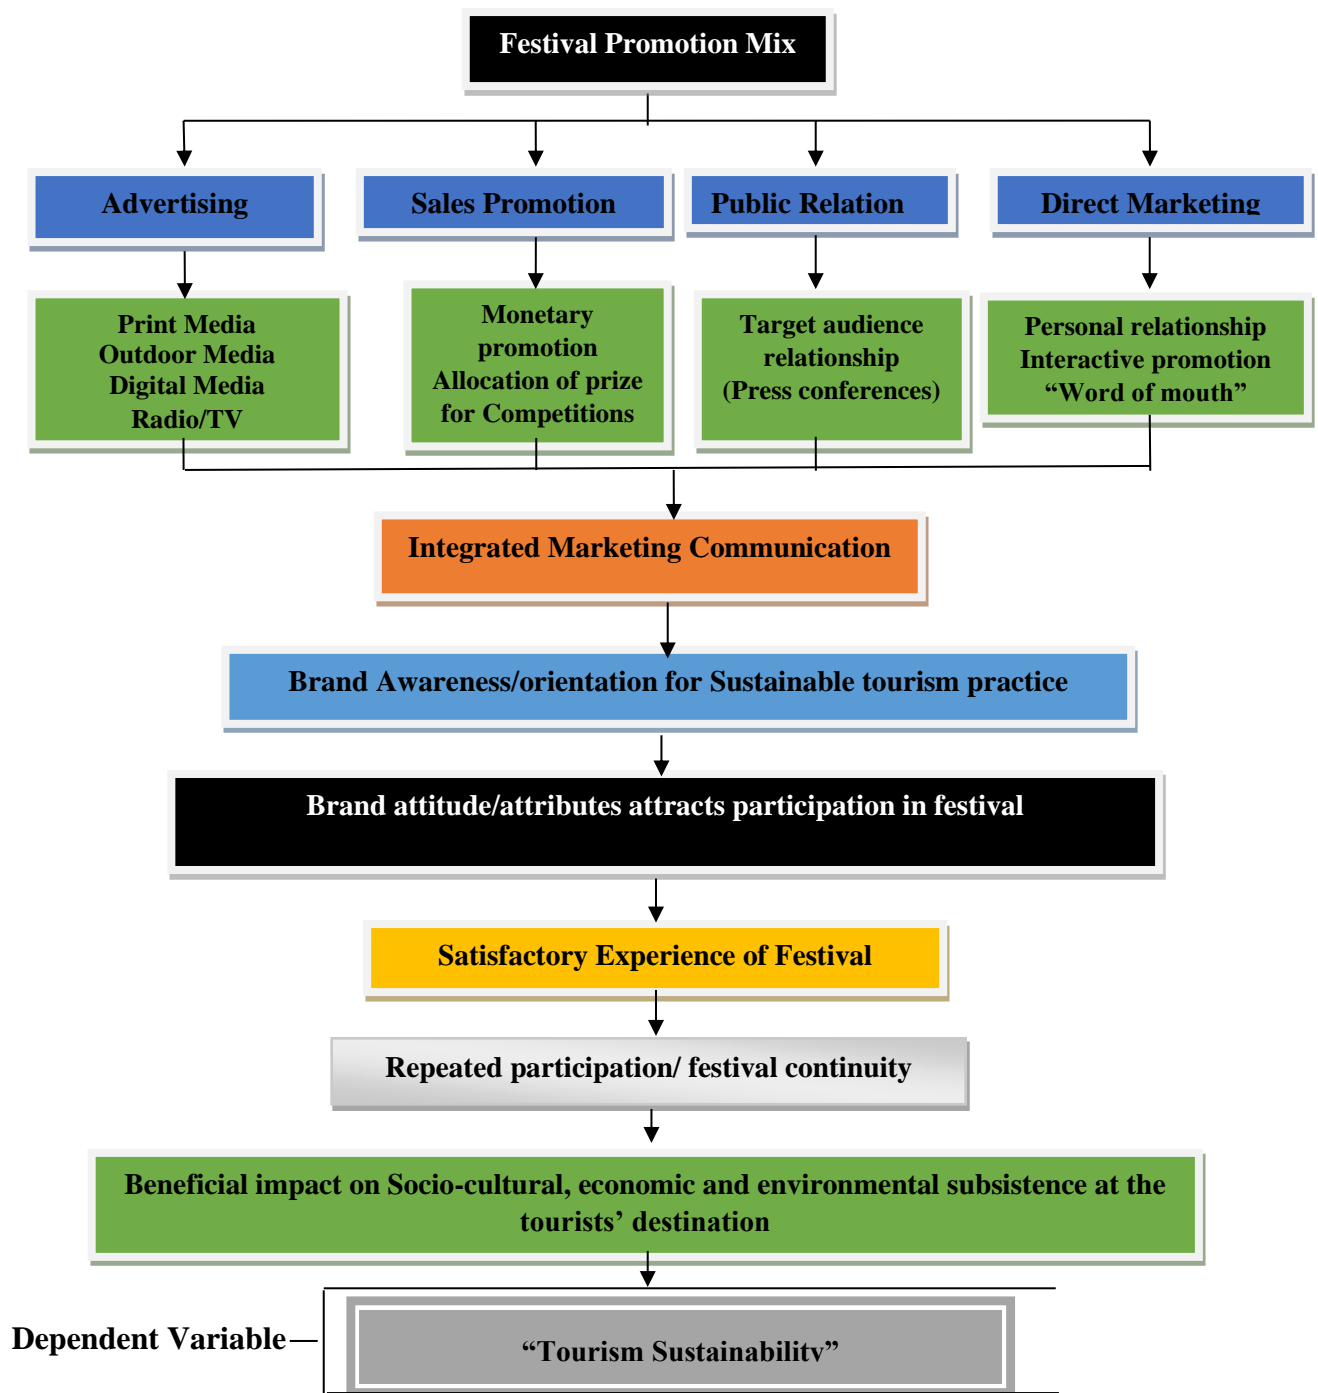 Festival Promotion Mix
Advertising
Sales Promotion
Public Relation
Direct Marketing
Print Media
Outdoor Media
Digital Media
Radio/TV
Monetary
promotion
Allocation of prize
for Competitions
Target audience
relationship
(Press conferences)
Personal relationship
Interactive promotion
“Word of mouth”
Integrated Marketing Communication
Brand Awareness/orientation for Sustainable tourism practice
Brand attitude/attributes attracts participation in festival
Satisfactory Experience of Festival
Repeated participation/ festival continuity
Beneficial impact on Socio-cultural, economic and environmental subsistence at the
tourists’ destination
Dependent Variable
“Tourism Sustainability”